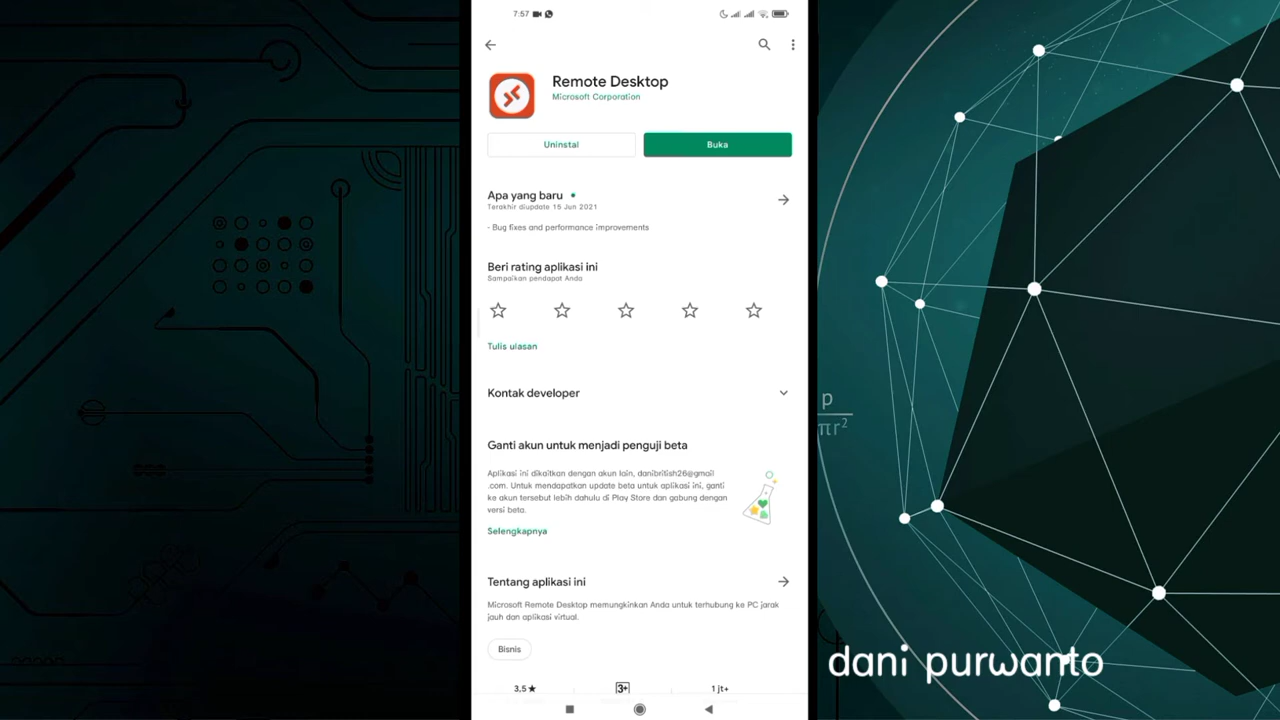 7:57
Remote Desktop
Microsoft Corporation
Uninstal
Buka
Apa yang baru
Terakhir diupdate 15 Jun 2021
- Bug fixes and performance improvements
Beri rating aplikasi ini
Sampaikan pendapat Anda
Tulis ulasan
Kontak developer
Ganti akun untuk menjadi penguji beta
Aplikasi ini dikaitkan dengan akun lain, danibritish26@gmail
.com. Untuk mendapatkan update beta untuk aplikasi ini, ganti
ke akun tersebut lebih dahulu di Play Store dan gabung dengan
versi beta.
Selengkapnya
Tentang aplikasi ini
Microsoft Remote Desktop memungkinkan Anda untuk terhubung ke PC jarak
jauh dan aplikasi virtual.
Bisnis
3,5★
3+
1 jt+
p
πr²
dani purwanto